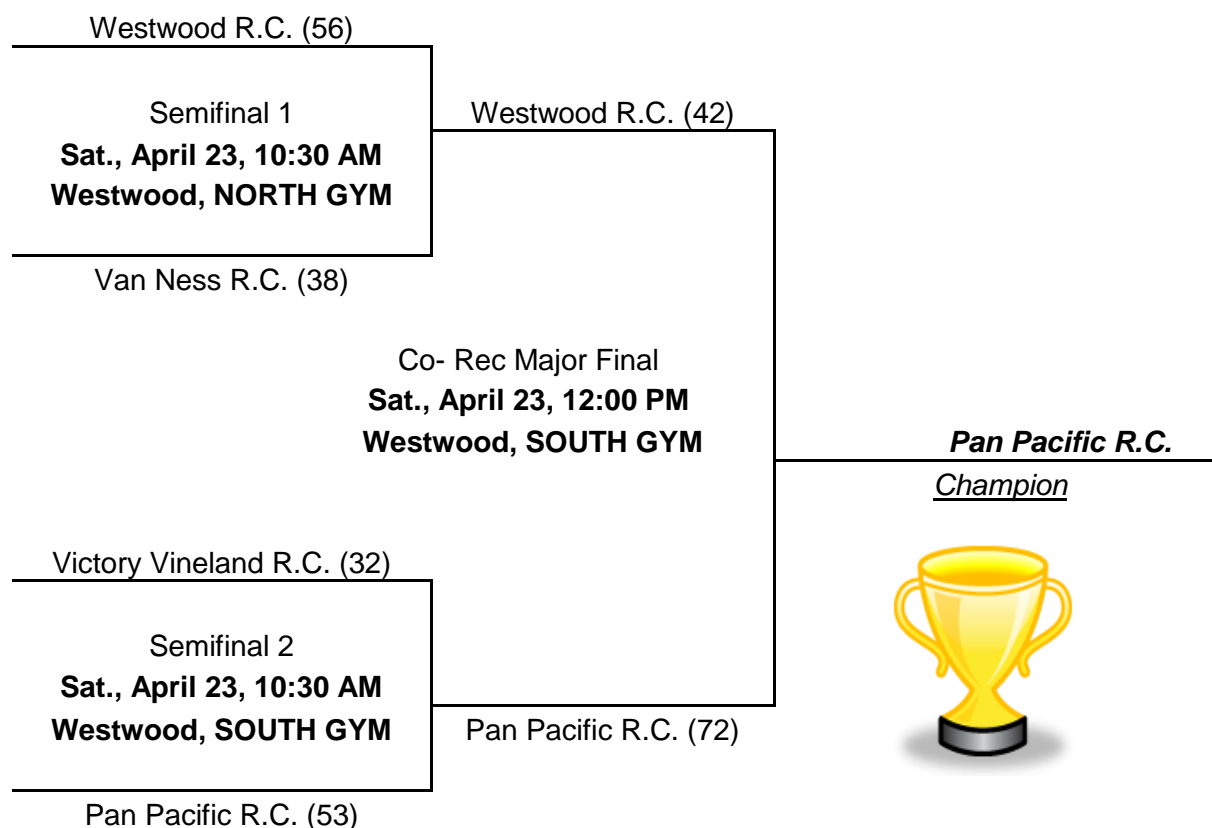 Westwood R.C. (56)
Semifinal 1
Sat., April 23, 10:30 AM
Westwood, NORTH GYM
Van Ness R.C. (38)
Westwood R.C. (42)
Co- Rec Major Final
Sat., April 23, 12:00 PM
Westwood, SOUTH GYM
Pan Pacific R.C.
Champion
Victory Vineland R.C. (32)
Semifinal 2
Sat., April 23, 10:30 AM
Westwood, SOUTH GYM
Pan Pacific R.C. (53)
Pan Pacific R.C. (72)